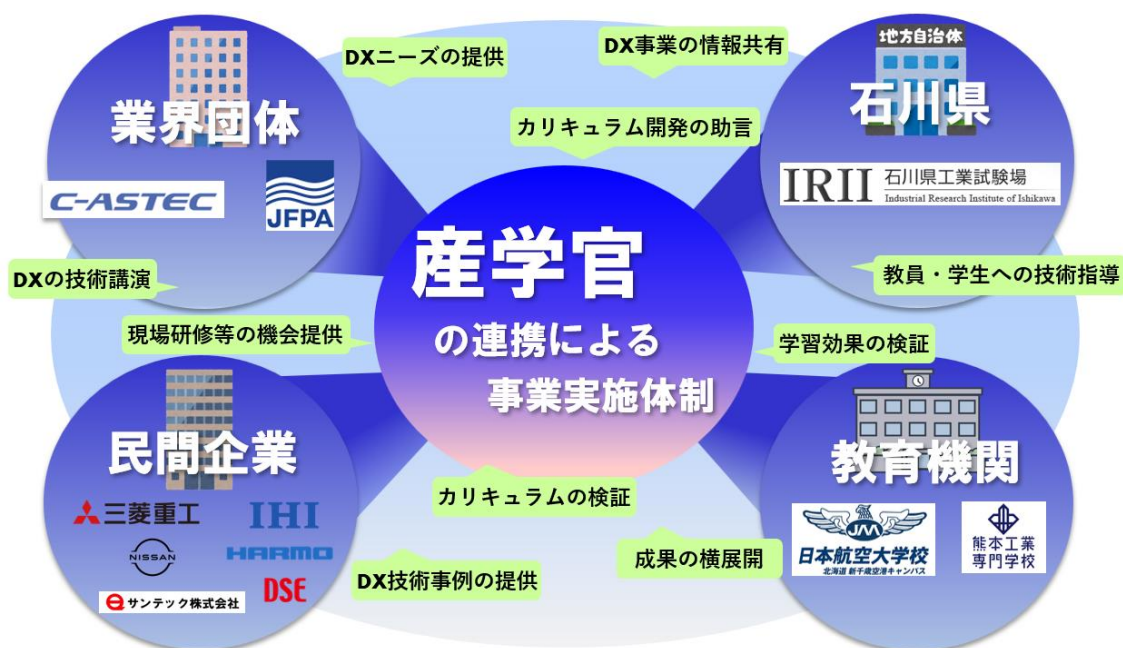 DXニーズの提供
DX事業の情報共有
地方自治体
業界団体
石川県
カリキュラム開発の助言
C-ASTEC
JFPA
IRII 石川県工業試験場
Industrial Research Institute of Ishikawa
産学官
の連携による
事業実施体制
DXの技術講演
教員・学生への技術指導
現場研修等の機会提供
学習効果の検証
民間企業
教育機関
三菱重工
IHI
NISSAN
HARMO
サンテック株式会社
DSE
カリキュラムの検証
DX技術事例の提供
成果の横展開
JAA
日本航空大学校
北海道 新千歳空港キャンパス
熊本工業
専門学校